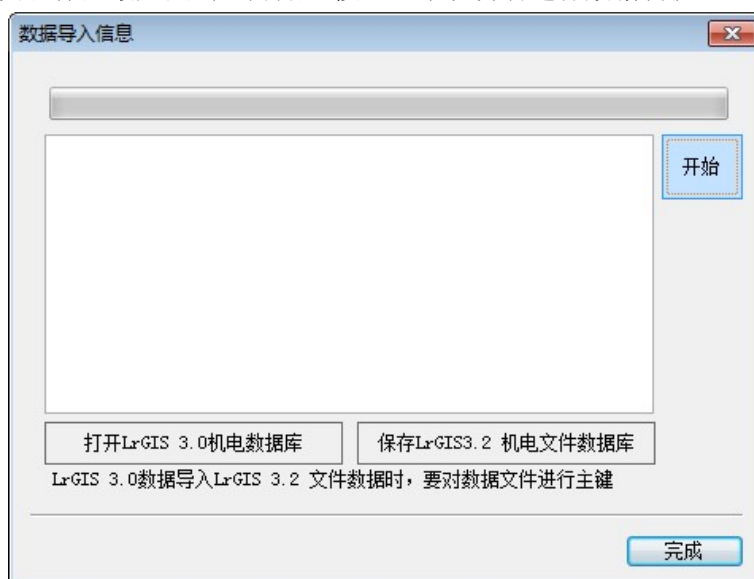 数据导入信息
开始
打开LrGIS 3.0机电数据库
保存LrGIS3.2 机电文件数据库
LrGIS 3.0数据导入LrGIS 3.2 文件数据时，要对数据文件进行主键
完成